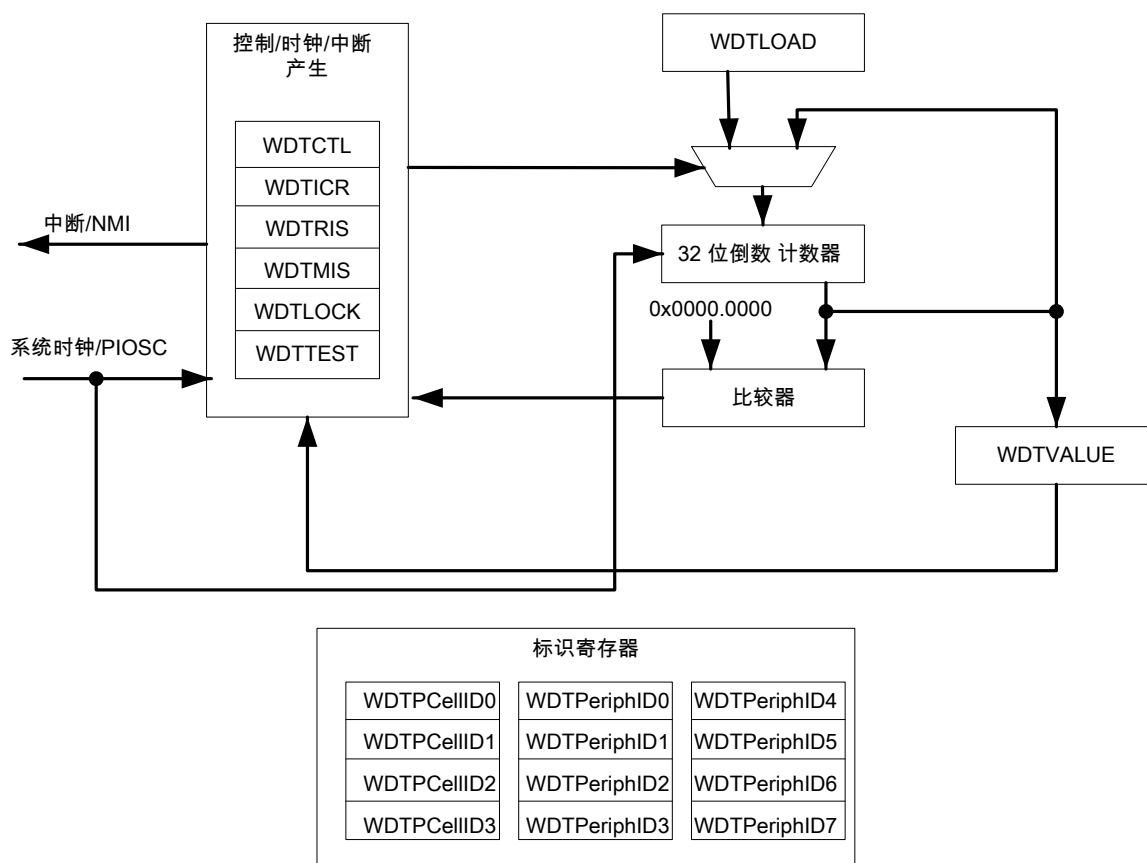 控制/时钟/中断
产生
WDTCTL
WDTICR
WDTRIS
WDTMIS
WDTLOCK
WDTTEST
中断/NMI
系统时钟/PIOSC
WDTLOAD
32 位倒数 计数器
0x0000.0000
比较器
WDTVALUE
标识寄存器
WDTPCellID0
WDTPCellID1
WDTPCellID2
WDTPCellID3
WDTPeriphID0
WDTPeriphID1
WDTPeriphID2
WDTPeriphID3
WDTPeriphID4
WDTPeriphID5
WDTPeriphID6
WDTPeriphID7